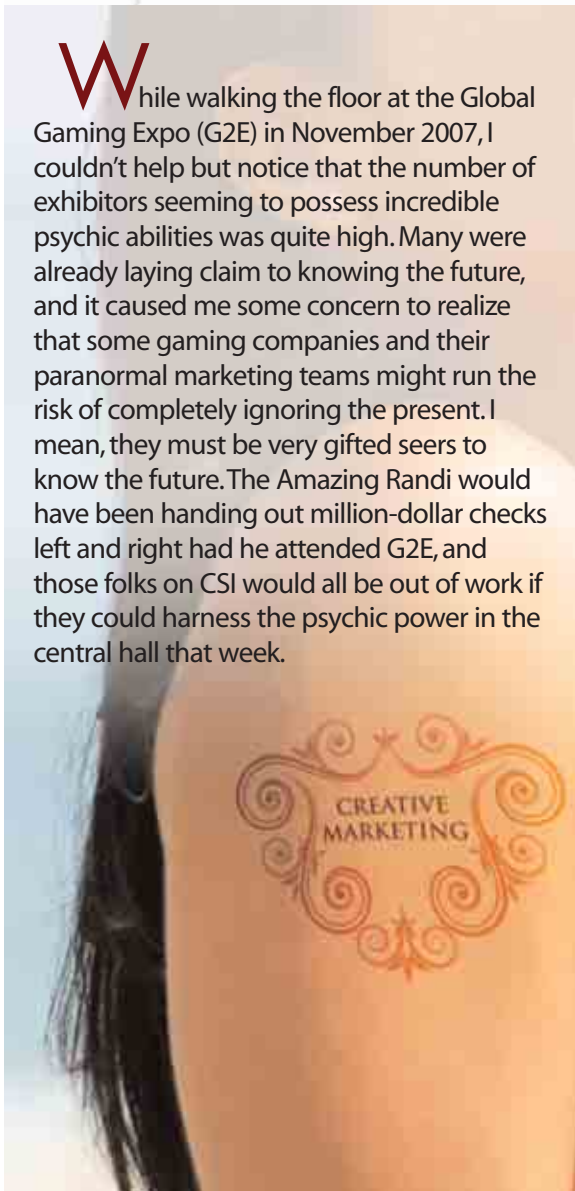 While walking the floor at the Global
Gaming Expo (G2E) in November 2007, I
couldn't help but notice that the number of
exhibitors seeming to possess incredible
psychic abilities was quite high. Many were
already laying claim to knowing the future,
and it caused me some concern to realize
that some gaming companies and their
paranormal marketing teams might run the
risk of completely ignoring the present. I
mean, they must be very gifted seers to
know the future. The Amazing Randi would
have been handing out million-dollar checks
left and right had he attended G2E, and
those folks on CSI would all be out of work if
they could harness the psychic power in the
central hall that week.
CREATIVE
MARKETING